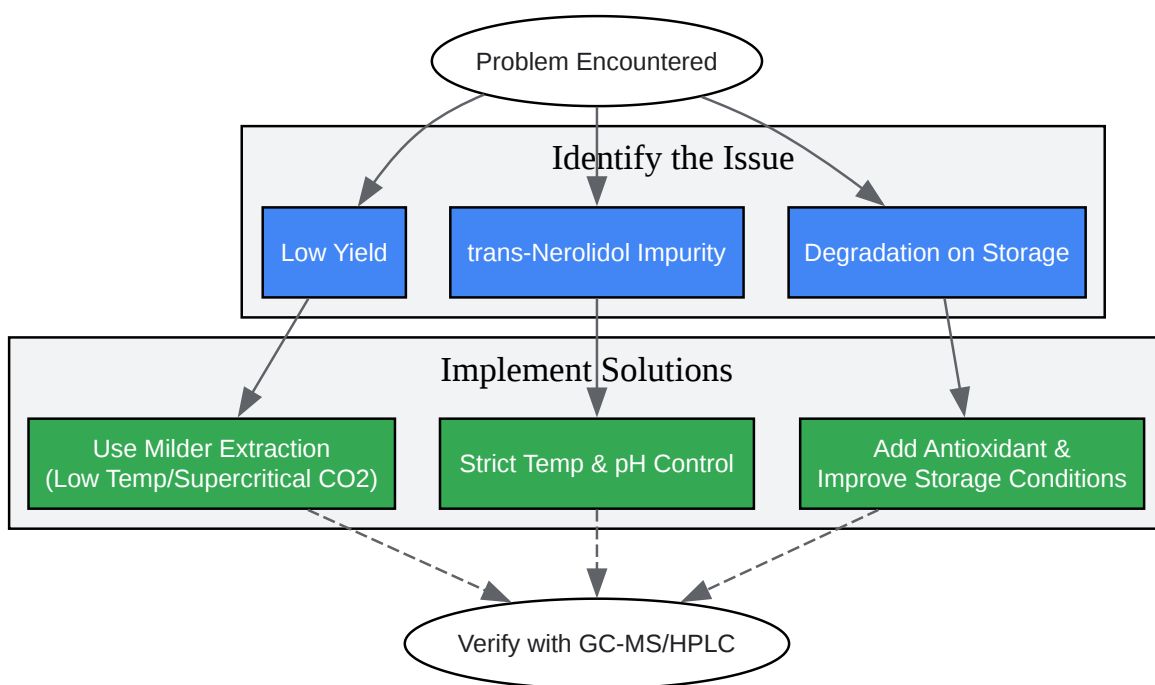 Problem Encountered
Identify the Issue
Low Yield
trans-Nerolidol Impurity
Degradation on Storage
Implement Solutions
Use Milder Extraction
(Low Temp/Supercritical CO2)
Strict Temp & pH Control
Add Antioxidant &
Improve Storage Conditions
Verify with GC-MS/HPLC